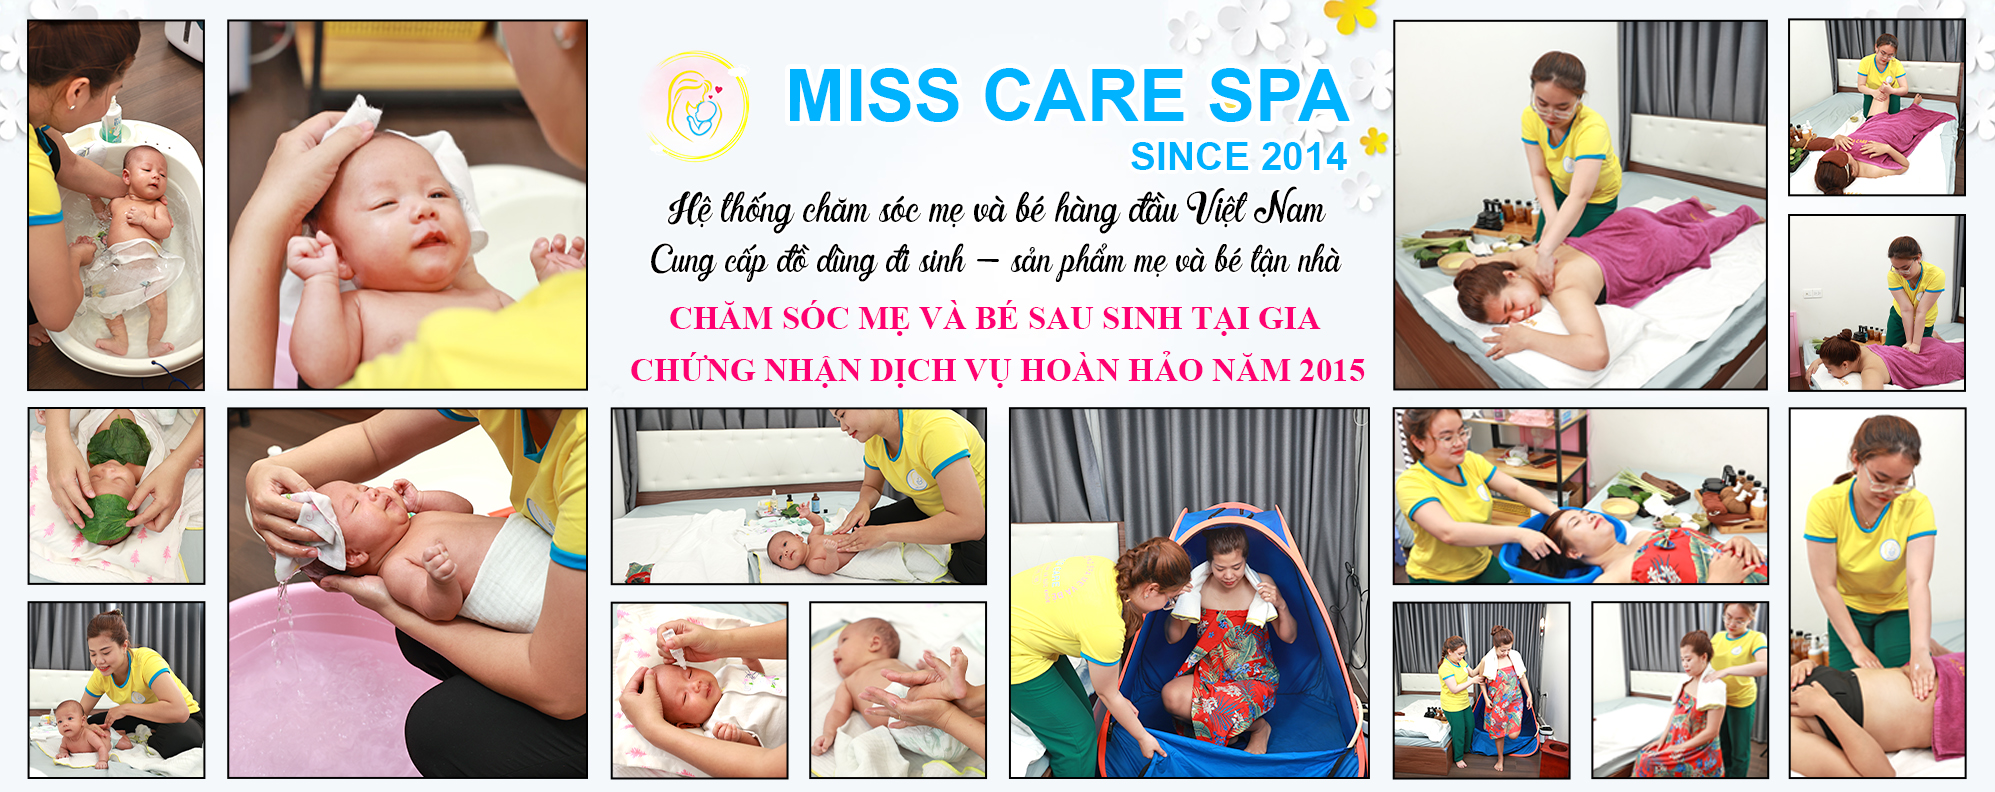 MISS CARE SPA
SINCE 2014
Hệ thống chăm sóc mẹ và bé hàng đầu Việt Nam
Cung cấp đồ dùng đi sinh – sản phẩm mẹ và bé tận nhà
CHĂM SÓC MẸ VÀ BÉ SAU SINH TẠI GIA
CHỨNG NHẬN DỊCH VỤ HOÀN HẢO NĂM 2015